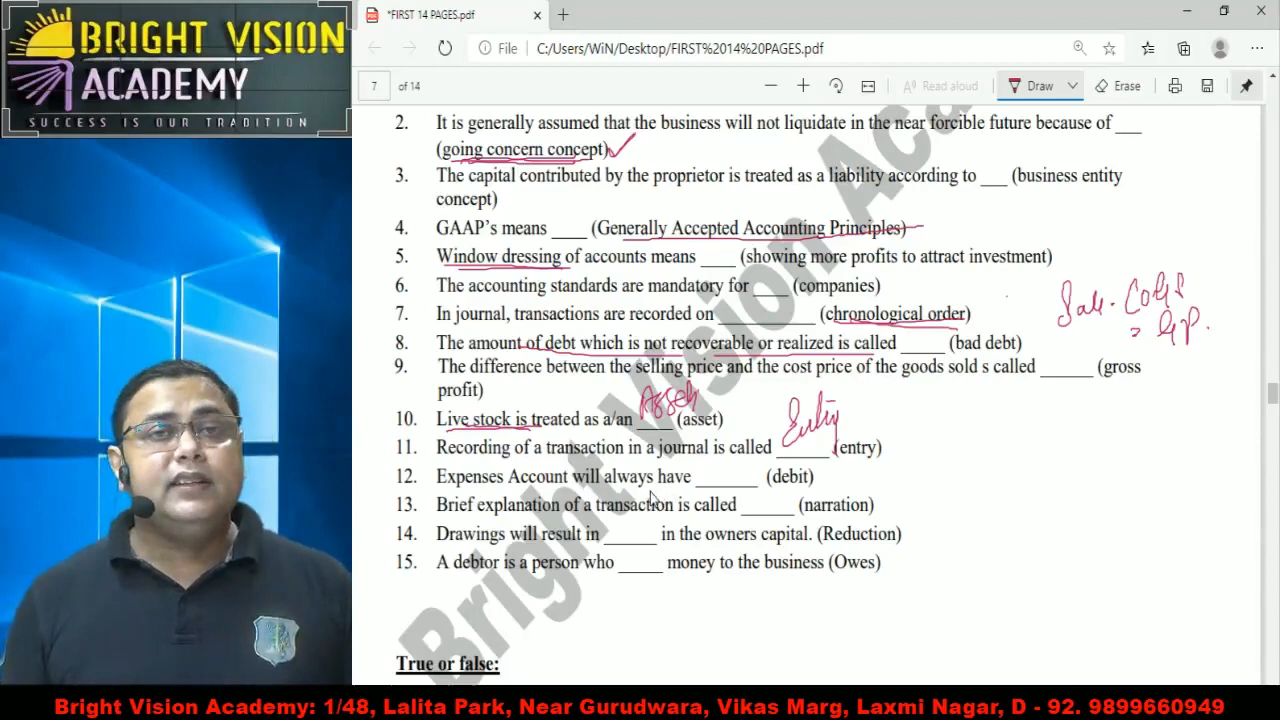 BRIGHT VISION
ACADEMY
SUCCESS IS OUR TRADITION
*FIRST 14 PAGES.pdf
File C:/Users/WiN/Desktop/FIRST%2014%20PAGES.pdf
7 of 14
Read aloud
Draw
Erase
2. It is generally assumed that the business will not liquidate in the near forcible future because of ___
(going concern concept)
3. The capital contributed by the proprietor is treated as a liability according to ___ (business entity
concept)
4. GAAP's means ____ (Generally Accepted Accounting Principles)
5. Window dressing of accounts means ____ (showing more profits to attract investment)
6. The accounting standards are mandatory for ____ (companies)
7. In journal, transactions are recorded on ___________ (chronological order)
8. The amount of debt which is not recoverable or realized is called _____ (bad debt)
9. The difference between the selling price and the cost price of the goods sold s called ______ (gross
profit)
10. Live stock is treated as a/an ____ (asset)
11. Recording of a transaction in a journal is called ______ (entry)
12. Expenses Account will always have _______ (debit)
13. Brief explanation of a transaction is called ______ (narration)
14. Drawings will result in ______ in the owners capital. (Reduction)
15. A debtor is a person who _____ money to the business (Owes)
Sale - COGS
= GP.
Asset
Entry
True or false:
Bright Vision Academy
Bright Vision Academy: 1/48, Lalita Park, Near Gurudwara, Vikas Marg, Laxmi Nagar, D - 92. 9899660949